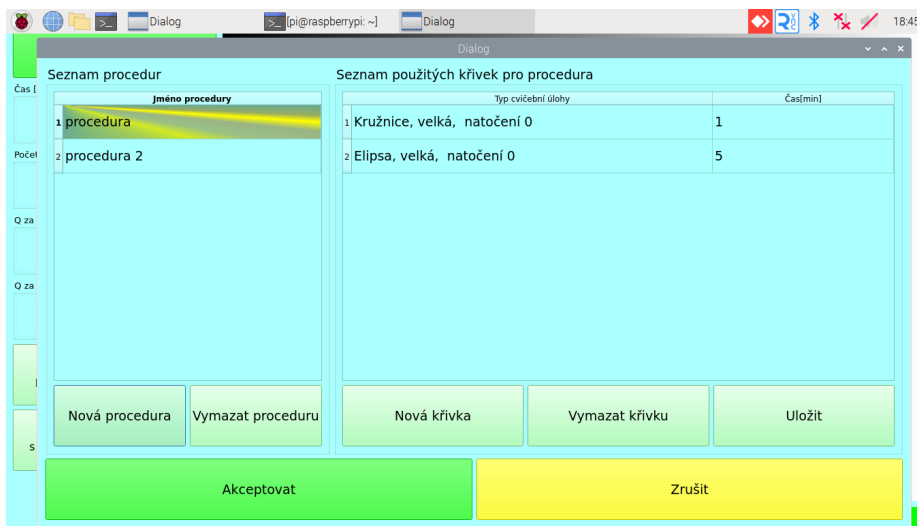 Dialog
[pi@raspberrypi: ~]
Dialog
18:45
Dialog
Seznam procedur
Seznam použitých křivek pro procedura
Čas [
Jméno procedury
Typ cvičební úlohy
Čas[min]
1 procedura
1 Kružnice, velká, natočení 0
1
Počet
2 procedura 2
2 Elipsa, velká, natočení 0
5
Q za
Q za
Nová procedura
Vymazat proceduru
Nová křivka
Vymazat křivku
Uložit
s
Akceptovat
Zrušit